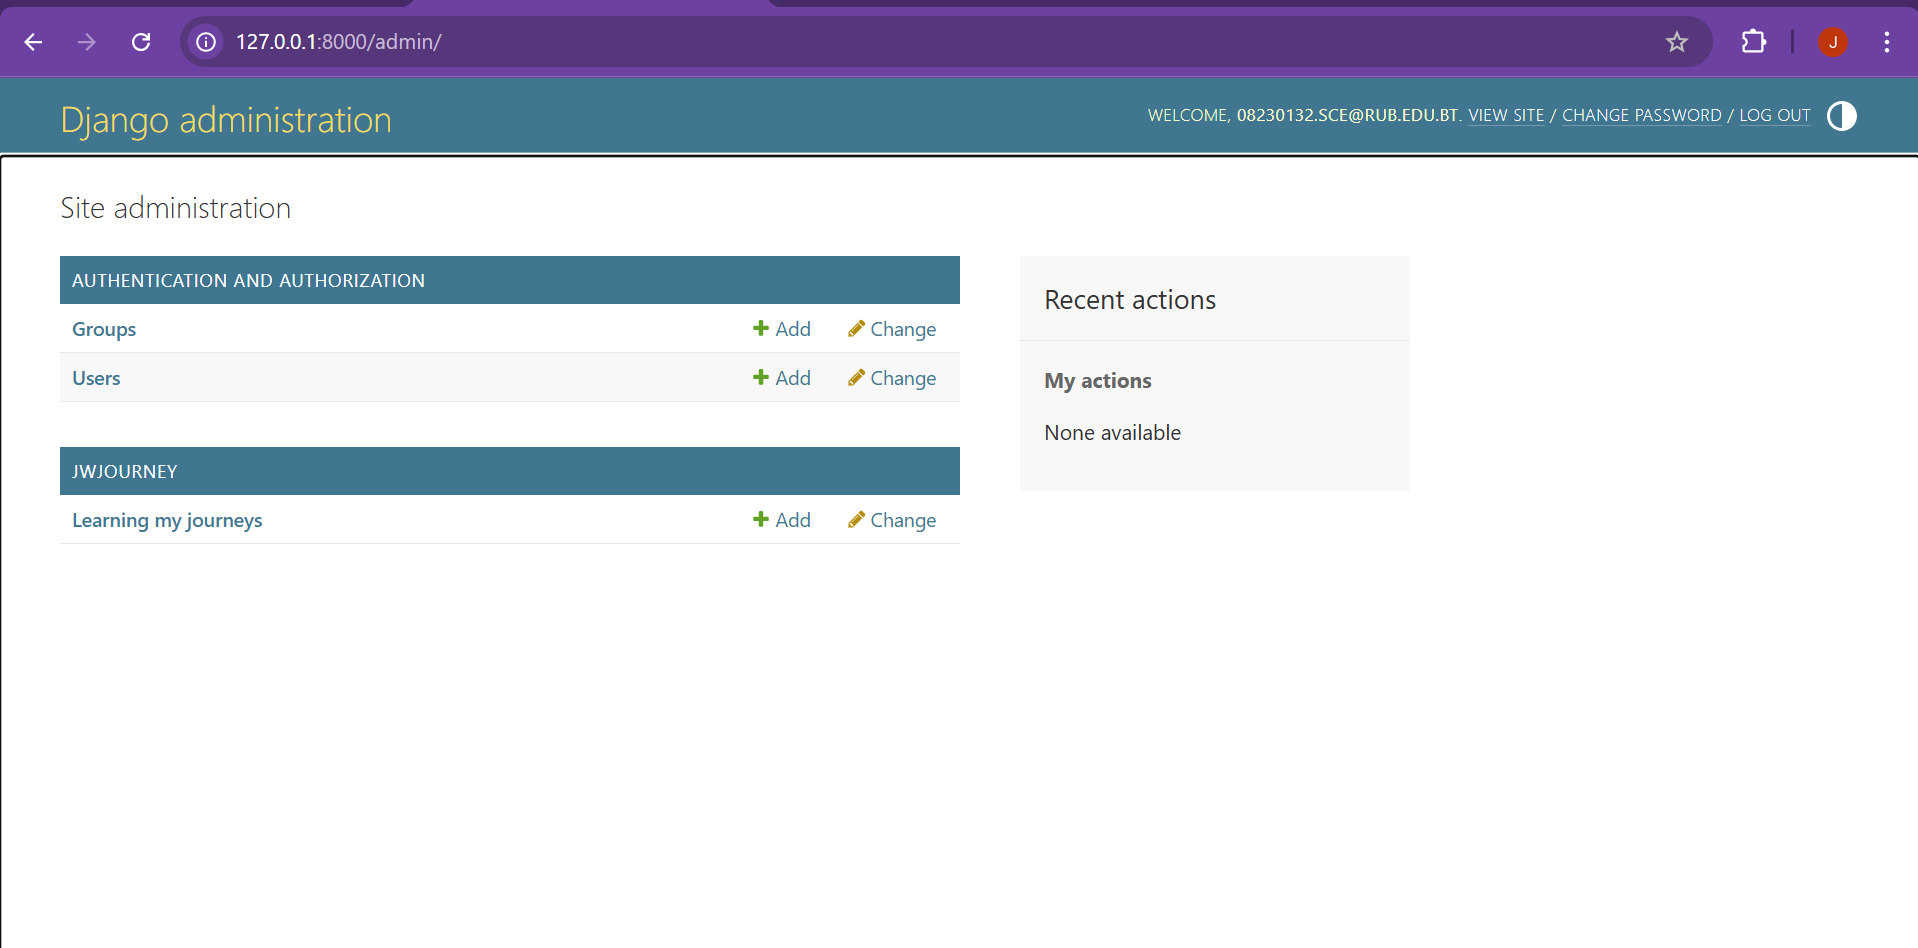 127.0.0.1:8000/admin/
J
Django administration
WELCOME, 08230132.SCE@RUB.EDU.BT. VIEW SITE / CHANGE PASSWORD / LOG OUT
Site administration
AUTHENTICATION AND AUTHORIZATION
Groups Add Change
Users Add Change
JWJOURNEY
Learning my journeys Add Change
Recent actions
My actions
None available